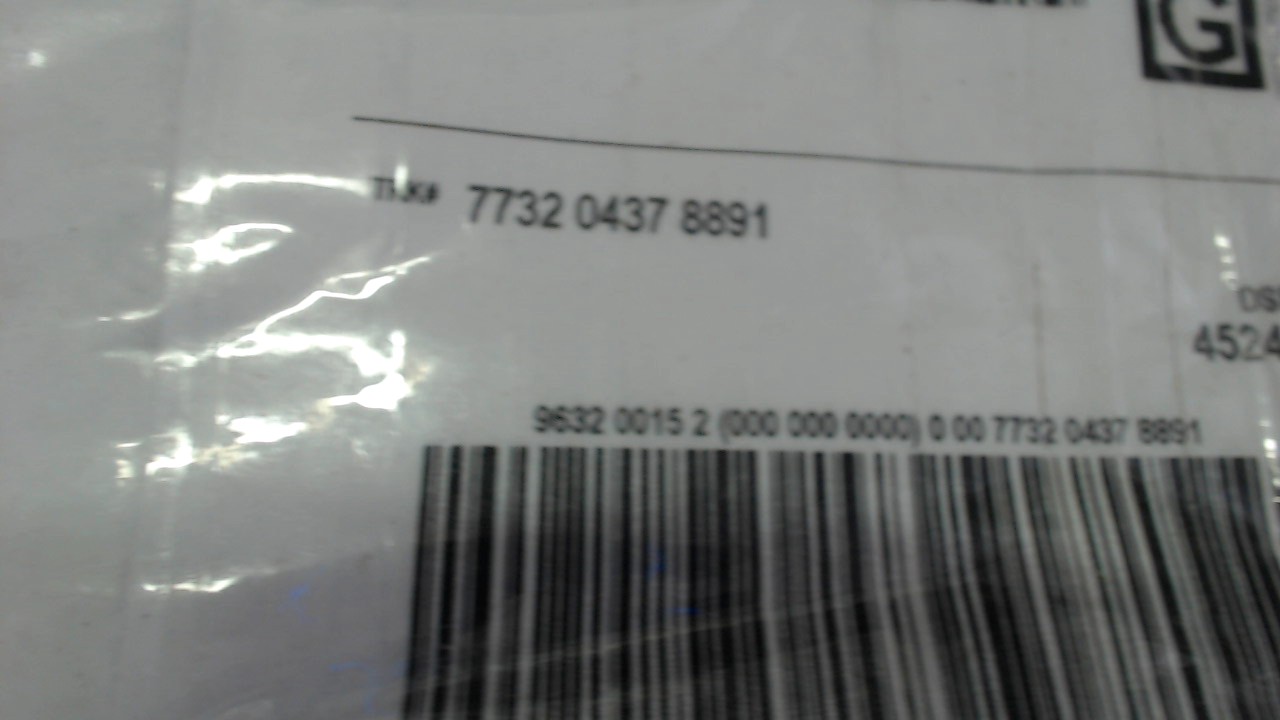 G
TRK# 7732 0437 8891
4524
9632 0015 2 (000 000 0000) 0 00 7732 0437 8891